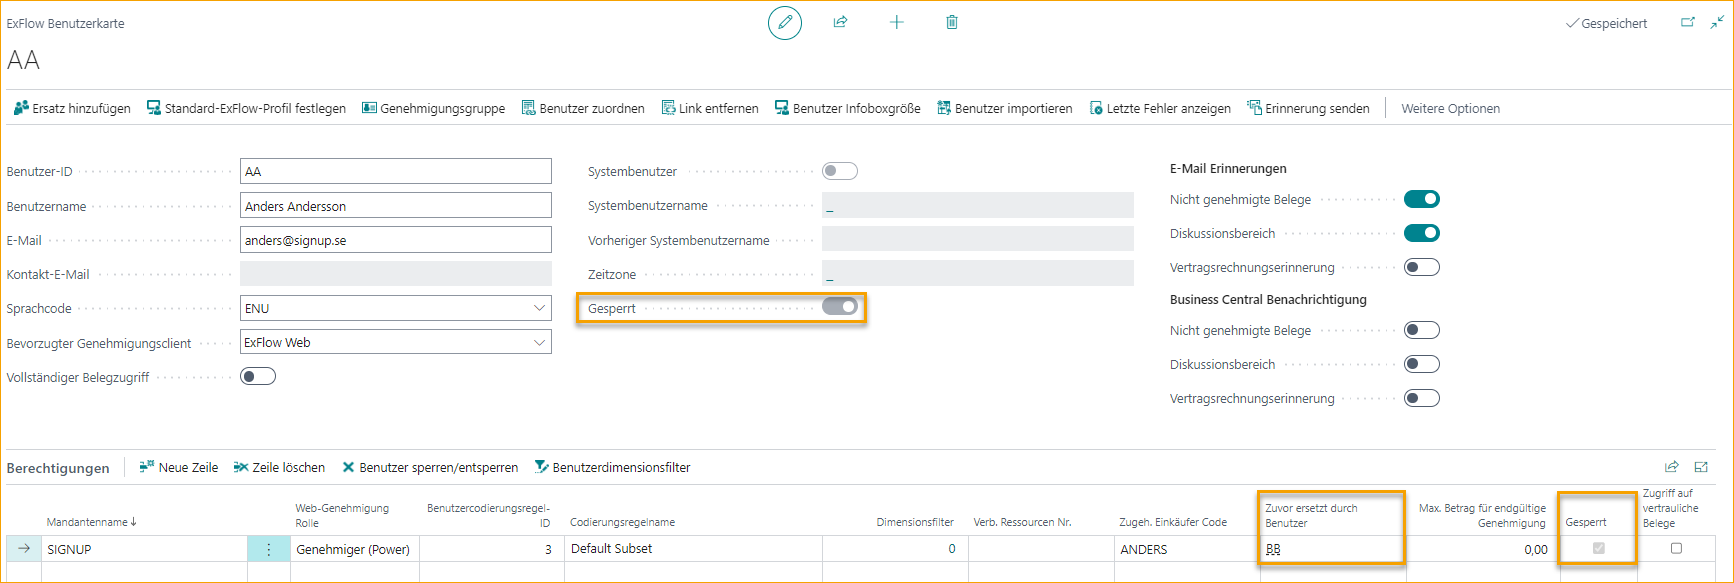 ExFlow Benutzerkarte
Gespeichert
AA
Ersatz hinzufügen
Standard-ExFlow-Profil festlegen
Genehmigungsgruppe
Benutzer zuordnen
Link entfernen
Benutzer Infoboxgröße
Benutzer importieren
Letzte Fehler anzeigen
Erinnerung senden
Weitere Optionen
Benutzer-ID
AA
Benutzername
Anders Andersson
E-Mail
anders@signup.se
Kontakt-E-Mail
Sprachcode
ENU
Bevorzugter Genehmigungsclient
ExFlow Web
Vollständiger Belegzugriff
Systembenutzer
Systembenutzername
_
Vorheriger Systembenutzername
Zeitzone
_
Gesperrt
E-Mail Erinnerungen
Nicht genehmigte Belege
Diskussionsbereich
Vertragsrechnungserinnerung
Business Central Benachrichtigung
Nicht genehmigte Belege
Diskussionsbereich
Vertragsrechnungserinnerung
Berechtigungen
Neue Zeile
Zeile löschen
Benutzer sperren/entsperren
Benutzerdimensionsfilter
Mandantenname ↓
Web-Genehmigung
Rolle
Benutzercodierungsregel-
ID
Codierungsregelname
Dimensionsfilter
Verb. Ressourcen Nr.
Zugeh. Einkäufer Code
Zuvor ersetzt durch
Benutzer
Max. Betrag für endgültige
Genehmigung
Gesperrt
Zugriff auf
vertrauliche
Belege
SIGNUP
Genehmiger (Power)
3
Default Subset
0
ANDERS
BB
0,00